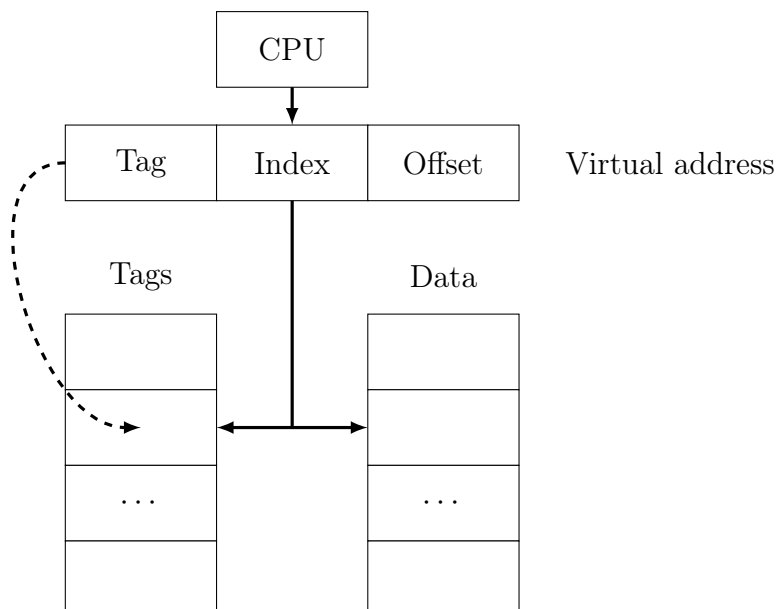 CPU
Tag Index Offset Virtual address
Tags Data
... ...